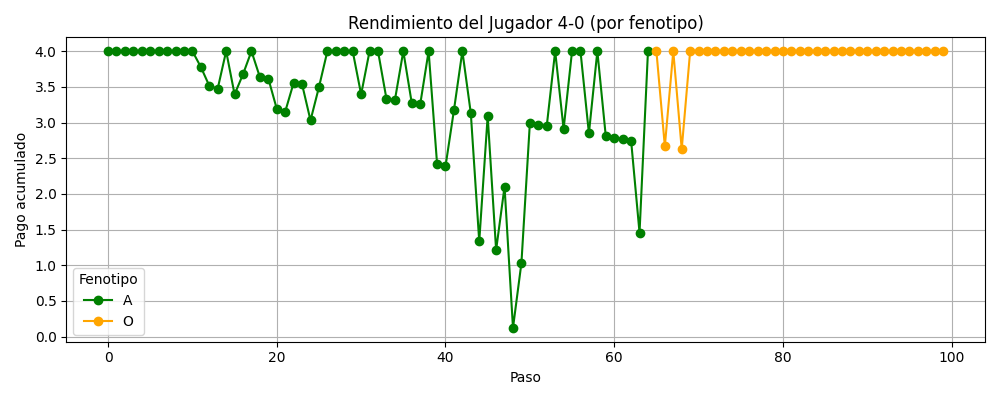 Rendimiento del Jugador 4-0 (por fenotipo)
Pago acumulado
4.0
3.5
3.0
2.5
2.0
1.5
1.0
0.5
0.0
Fenotipo
A
O
0 20 40 60 80 100
Paso